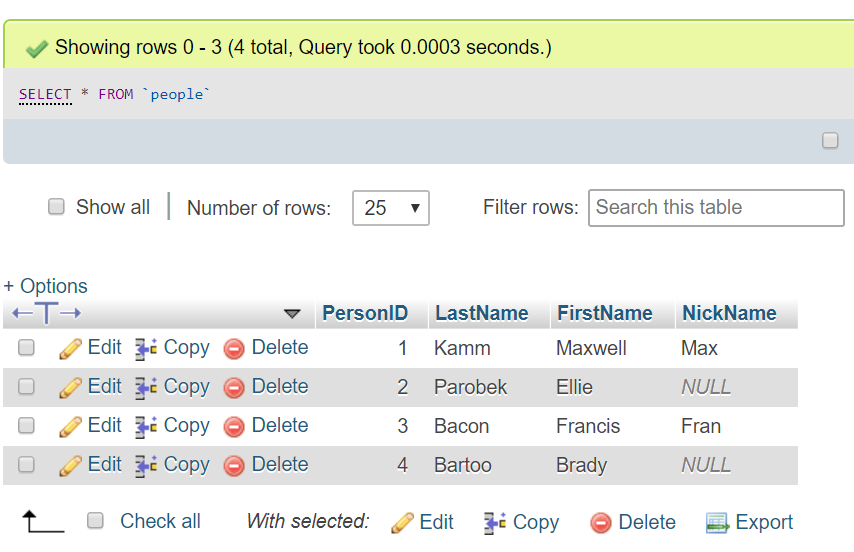 Showing rows 0 - 3 (4 total, Query took 0.0003 seconds.)
SELECT * FROM `people`
Show all Number of rows: 25 Filter rows: Search this table
+ Options
PersonID LastName FirstName NickName
Edit Copy Delete 1 Kamm Maxwell Max
Edit Copy Delete 2 Parobek Ellie NULL
Edit Copy Delete 3 Bacon Francis Fran
Edit Copy Delete 4 Bartoo Brady NULL
Check all With selected: Edit Copy Delete Export